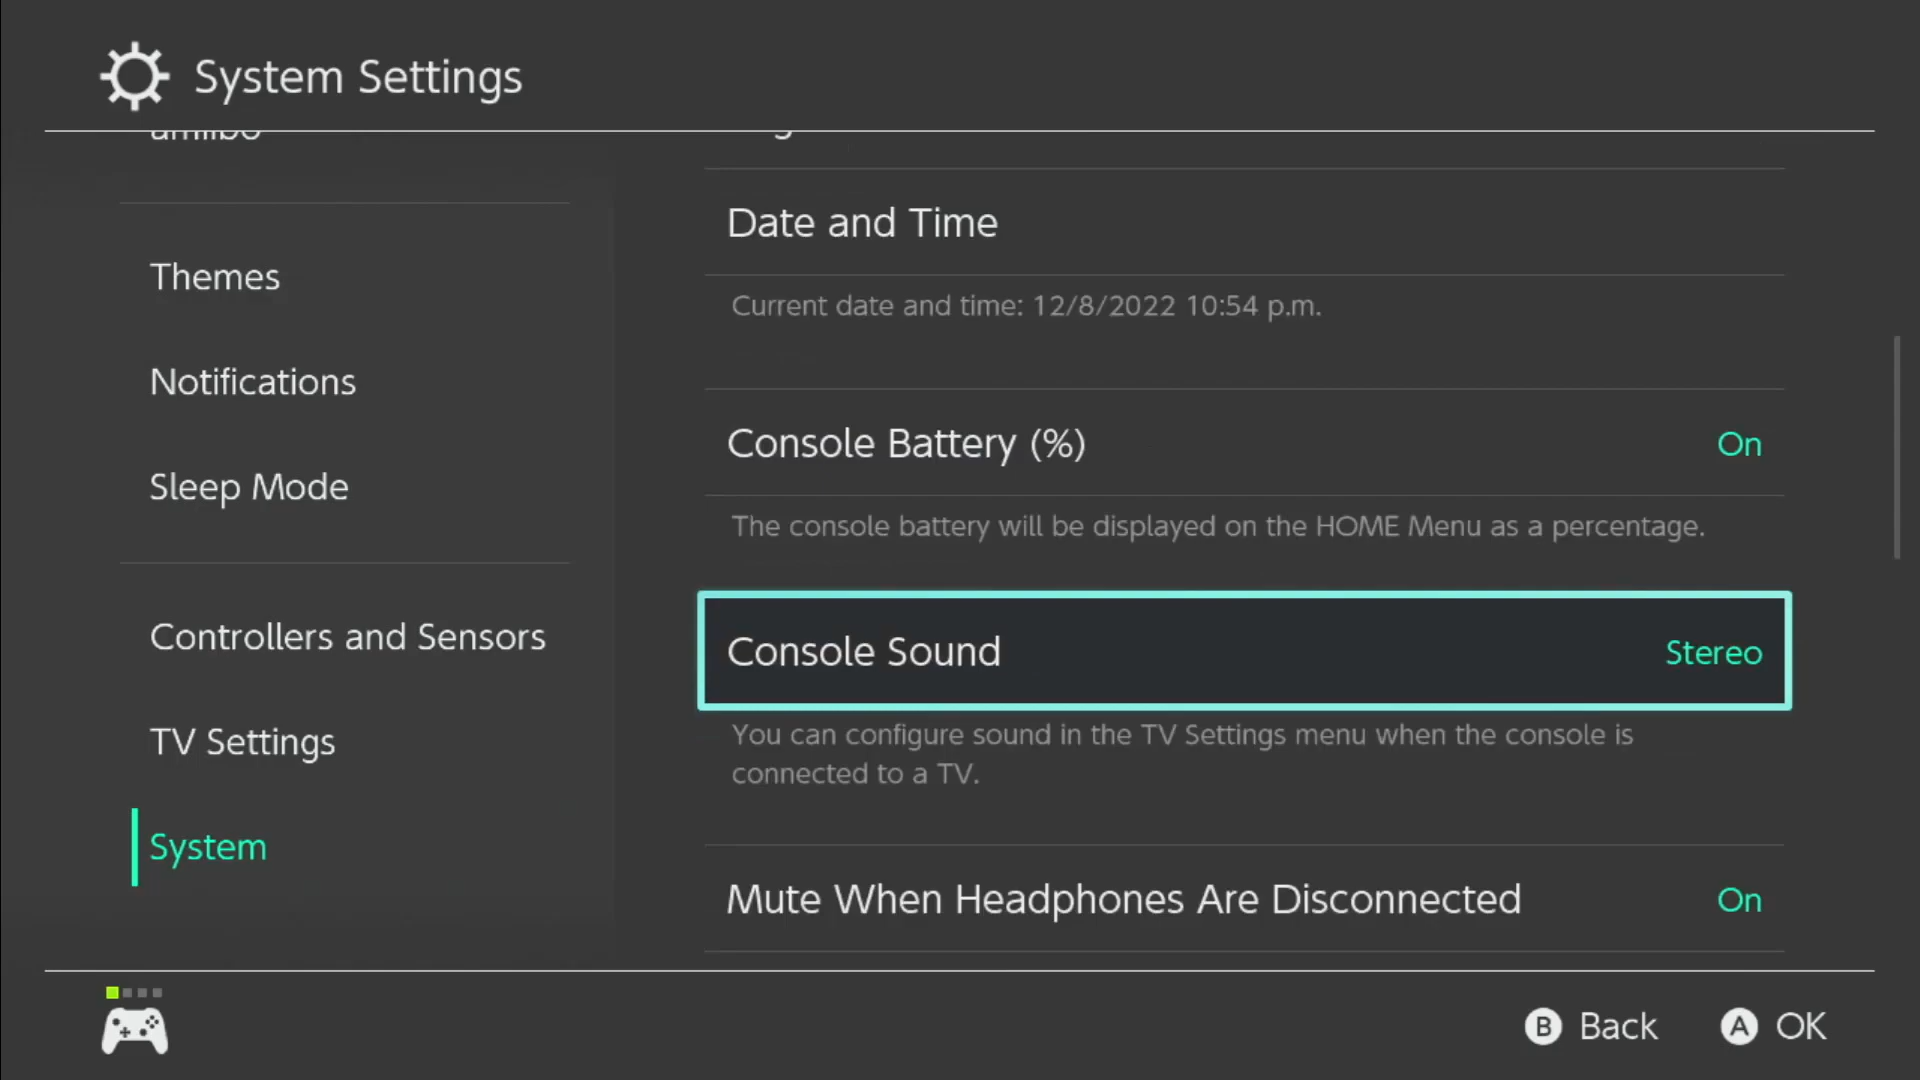 System Settings
amiibo
Themes
Notifications
Sleep Mode
Controllers and Sensors
TV Settings
System
Date and Time
Current date and time: 12/8/2022 10:54 p.m.
Console Battery (%)
On
The console battery will be displayed on the HOME Menu as a percentage.
Console Sound
Stereo
You can configure sound in the TV Settings menu when the console is
connected to a TV.
Mute When Headphones Are Disconnected
On
B Back
A OK